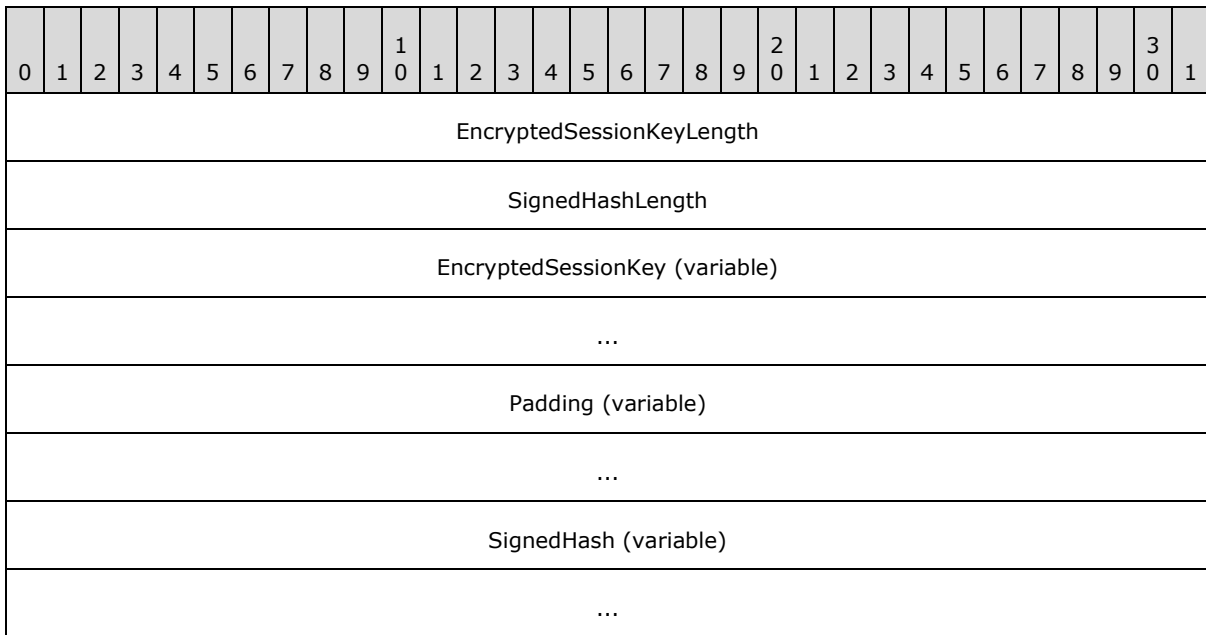 1 2 3
0 1 2 3 4 5 6 7 8 9 0 1 2 3 4 5 6 7 8 9 0 1 2 3 4 5 6 7 8 9 0 1
EncryptedSessionKeyLength
SignedHashLength
EncryptedSessionKey (variable)
...
Padding (variable)
...
SignedHash (variable)
...